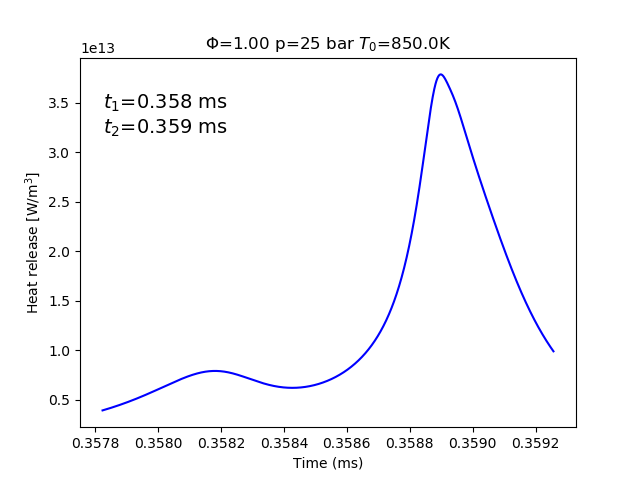 Φ=1.00 p=25 bar T₀=850.0K
1e13
t₁=0.358 ms
t₂=0.359 ms
3.5
3.0
2.5
2.0
1.5
1.0
0.5
Heat release [W/m³]
0.3578 0.3580 0.3582 0.3584 0.3586 0.3588 0.3590 0.3592
Time (ms)